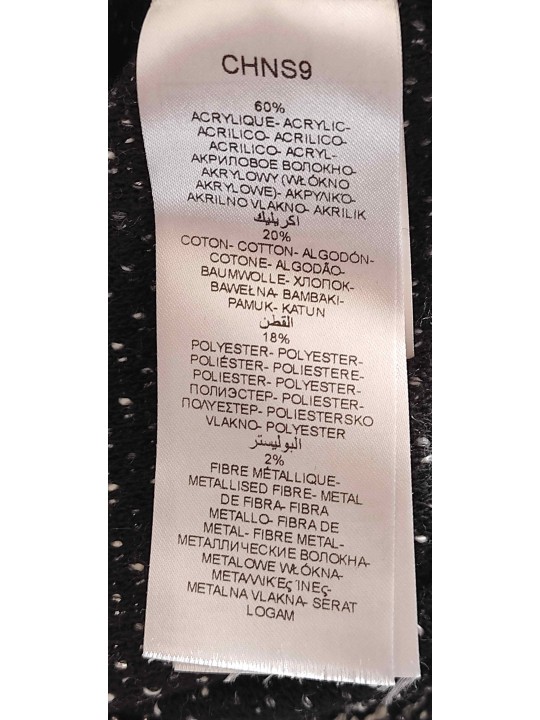 CHNS9
60%
ACRYLIQUE- ACRYLIC-
ACRILICO- ACRILICO-
ACRILICO- ACRYL-
АКРИЛОВОЕ ВОЛОКНО-
AKRYLOWY (WŁÓKNO
AKRYLOWE)- ΑΚΡΥΛΙΚΟ-
AKRILNO VLAKNO- AKRILIK
اكريليك
20%
COTON- COTTON- ALGODÓN-
COTONE- ALGODÃO-
BAUMWOLLE- ХЛОПОК-
BAWEŁNA- ΒΑΜΒΑΚΙ-
PAMUK- KATUN
القطن
18%
POLYESTER- POLYESTER-
POLIÉSTER- POLIESTERE-
POLIESTER- POLYESTER-
ПОЛИЭСТЕР- POLIESTER-
ΠΟΛΥΕΣΤΕΡ- POLIESTERSKO
VLAKNO- POLYESTER
البوليستر
2%
FIBRE MÉTALLIQUE-
METALLISED FIBRE- METAL
DE FIBRA- FIBRA
METALLO- FIBRA DE
METAL- FIBRE METAL-
МЕТАЛЛИЧЕСКИЕ ВОЛОКНА-
METALOWE WŁÓKNA-
ΜΕΤΑΛΛΙΚΕς ΊΝΕς-
METALNA VLAKNA- SERAT
LOGAM